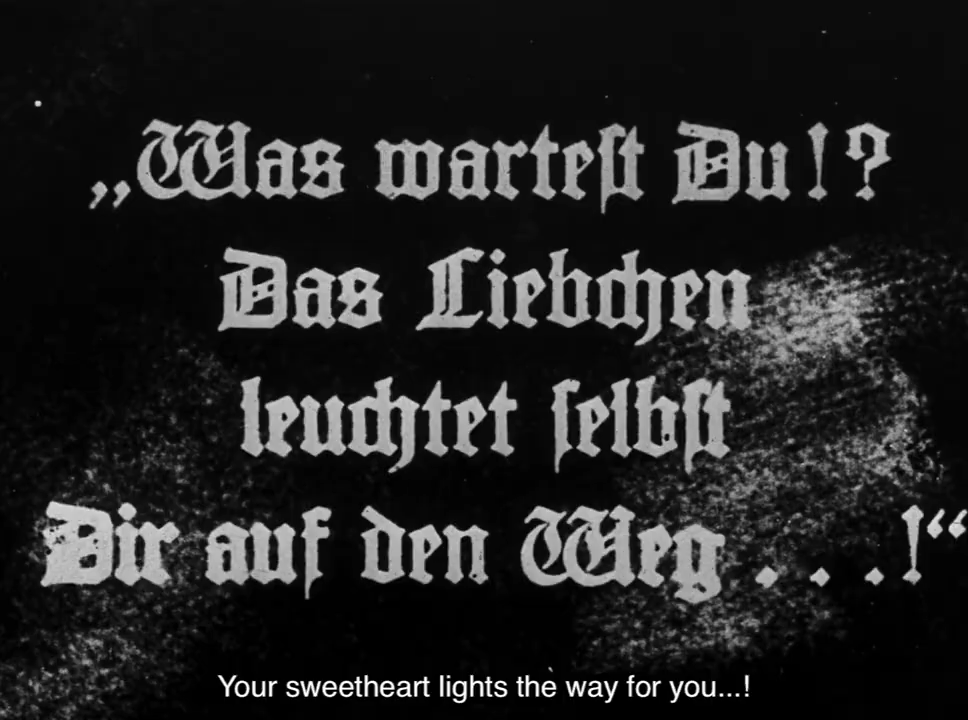 „Was wartest Du!?
Das Liebchen
leuchtet selbst
Dir auf den Weg . . .!“
Your sweetheart lights the way for you...!